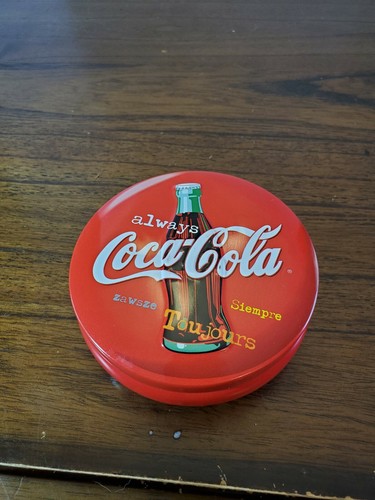 always
Coca-Cola
zawsze
Siempre
Toujours